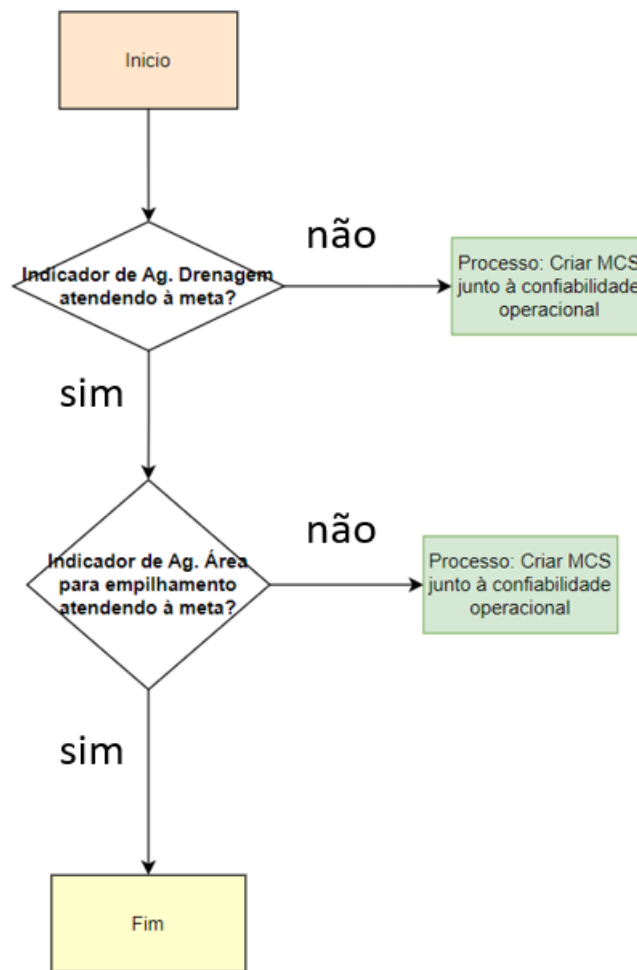 Inicio
não
Indicador de Ag. Drenagem
atendendo à meta?
Processo: Criar MCS
junto à confiabilidade
operacional
sim
não
Indicador de Ag. Área
para empilhamento
atendendo à meta?
Processo: Criar MCS
junto à confiabilidade
operacional
sim
Fim